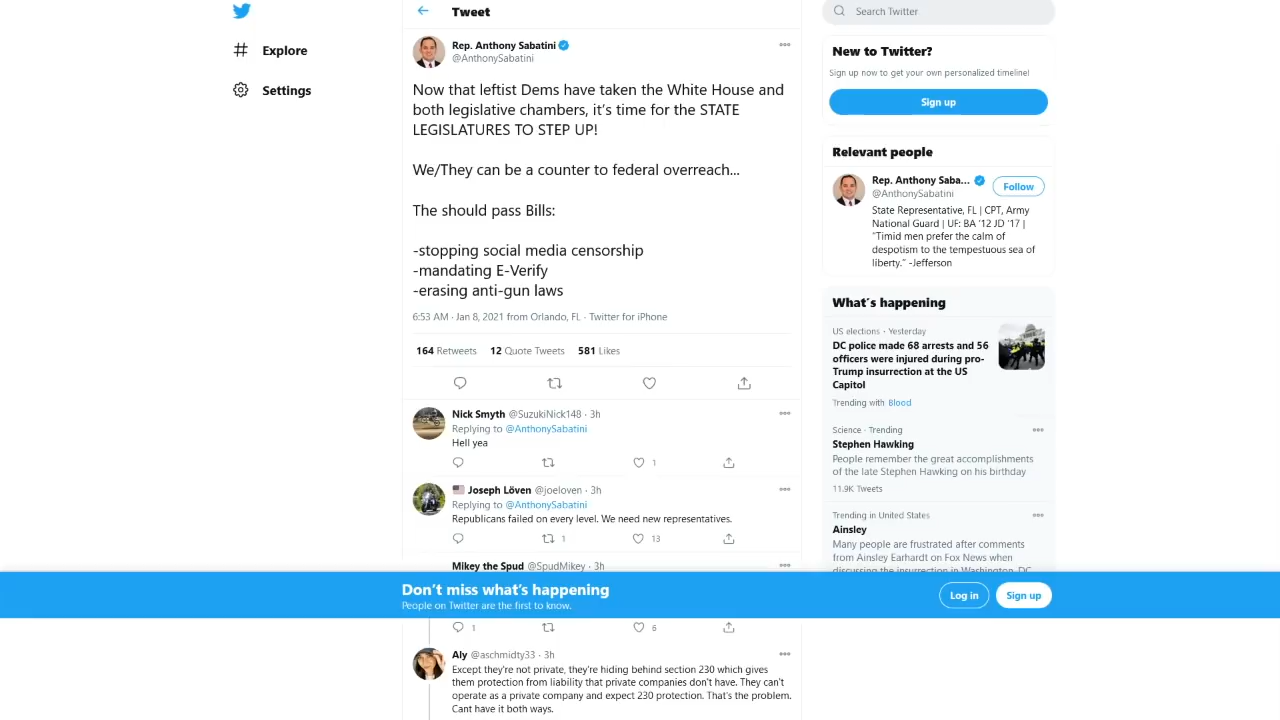 Explore
Settings
Tweet
Rep. Anthony Sabatini
@AnthonySabatini
Now that leftist Dems have taken the White House and
both legislative chambers, it's time for the STATE
LEGISLATURES TO STEP UP!
We/They can be a counter to federal overreach...
The should pass Bills:
-stopping social media censorship
-mandating E-Verify
-erasing anti-gun laws
6:53 AM · Jan 8, 2021 from Orlando, FL · Twitter for iPhone
164 Retweets 12 Quote Tweets 581 Likes
Nick Smyth @SuzukiNick148 · 3h
Replying to @AnthonySabatini
Hell yea
1
Joseph Löven @joeloven · 3h
Replying to @AnthonySabatini
Republicans failed on every level. We need new representatives.
1 13
Mikey the Spud @SpudMikey · 3h
1 6
Aly @aschmidty33 · 3h
Except they're not private, they're hiding behind section 230 which gives
them protection from liability that private companies don't have. They can't
operate as a private company and expect 230 protection. That's the problem.
Cant have it both ways.
Search Twitter
New to Twitter?
Sign up now to get your own personalized timeline!
Sign up
Relevant people
Rep. Anthony Saba...
@AnthonySabatini
Follow
State Representative, FL | CPT, Army
National Guard | UF: BA '12 JD '17 |
"Timid men prefer the calm of
despotism to the tempestuous sea of
liberty." -Jefferson
What's happening
US elections · Yesterday
DC police made 68 arrests and 56
officers were injured during pro-
Trump insurrection at the US
Capitol
Trending with Blood
Science · Trending
Stephen Hawking
People remember the great accomplishments
of the late Stephen Hawking on his birthday
11.9K Tweets
Trending in United States
Ainsley
Many people are frustrated after comments
from Ainsley Earhardt on Fox News when
discussing the insurrection in Washington, DC
Don't miss what's happening
People on Twitter are the first to know.
Log in
Sign up